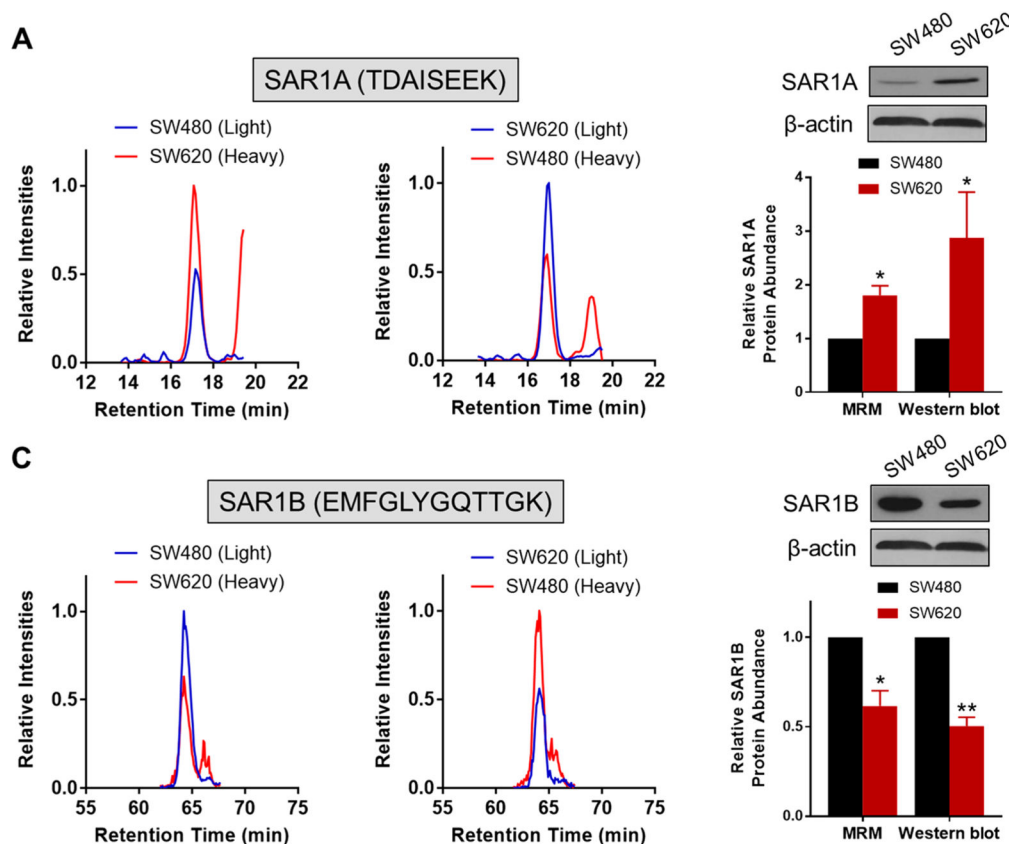 A
SAR1A (TDAISEEK)
SW480 (Light)
SW620 (Heavy)
Relative Intensities
1.0
0.5
0.0
12 14 16 18 20 22
Retention Time (min)
SW620 (Light)
SW480 (Heavy)
Relative Intensities
1.0
0.5
0.0
12 14 16 18 20 22
Retention Time (min)
SW480 SW620
SAR1A
β-actin
SW480
SW620
Relative SAR1A
Protein Abundance
4
3
2
1
0
* *
MRM Western blot
C
SAR1B (EMFGLYGQTTGK)
SW480 (Light)
SW620 (Heavy)
Relative Intensities
1.0
0.5
0.0
55 60 65 70 75
Retention Time (min)
SW620 (Light)
SW480 (Heavy)
Relative Intensities
1.0
0.5
0.0
55 60 65 70 75
Retention Time (min)
SW480 SW620
SAR1B
β-actin
SW480
SW620
Relative SAR1B
Protein Abundance
1.0
0.5
0.0
* **
MRM Western blot